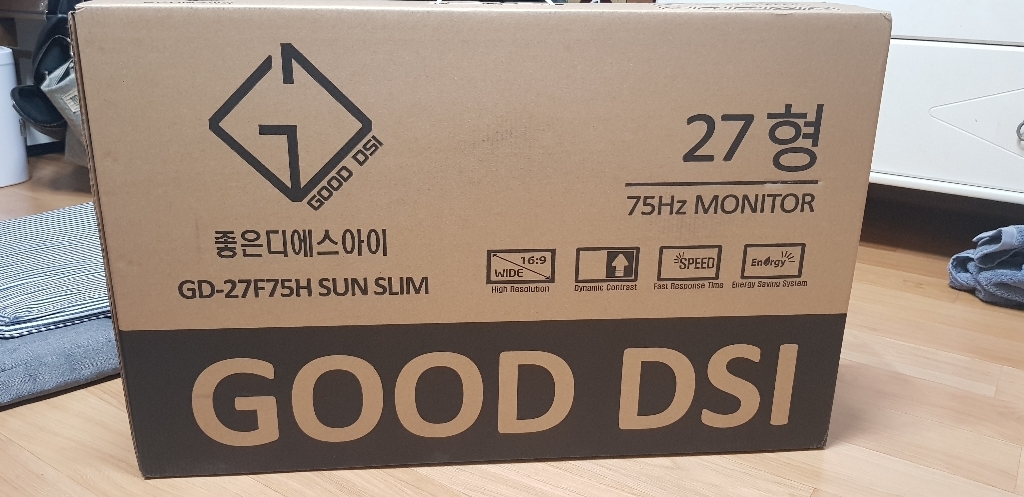 GOOD DSI
좋은디에스아이
GD-27F75H SUN SLIM
27형
75Hz MONITOR
16:9
WIDE
High Resolution
Dynamic Contrast
SPEED
Fast Response Time
Energy
Energy Saving System
GOOD DSI